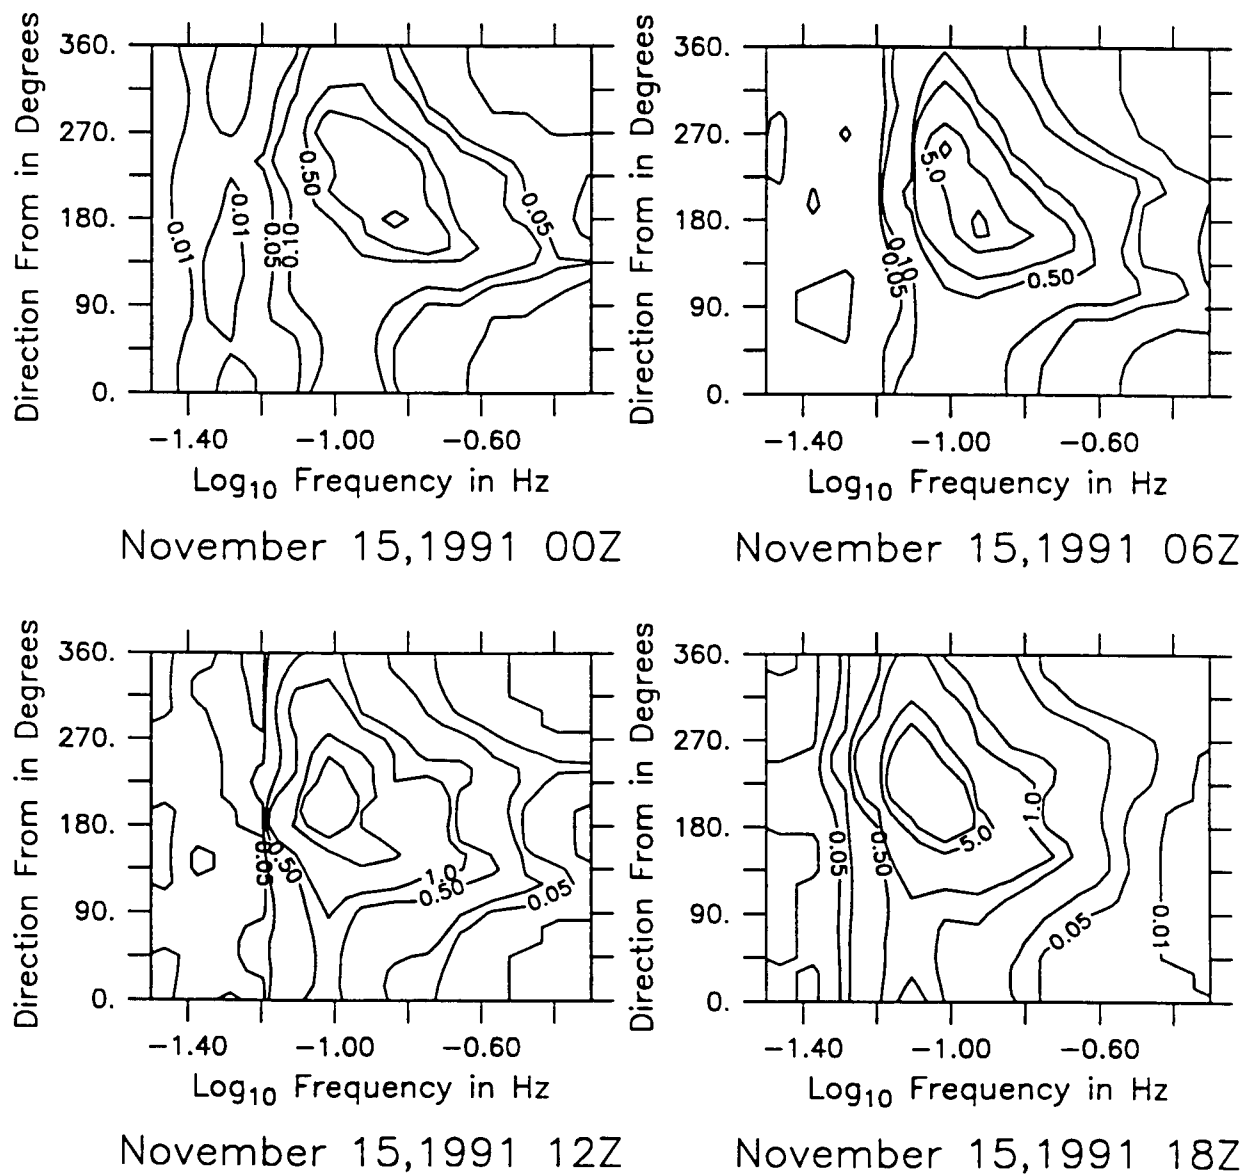 Direction From in Degrees
360.
270.
180.
90.
0.
0.01
0.01
0.05
0.10
0.50
0.05
−1.40 −1.00 −0.60
Log10 Frequency in Hz
November 15,1991 00Z
Direction From in Degrees
360.
270.
180.
90.
0.
5.0
0.10
0.05
0.50
−1.40 −1.00 −0.60
Log10 Frequency in Hz
November 15,1991 06Z
Direction From in Degrees
360.
270.
180.
90.
0.
0.05
0.50
1.0
0.50
0.05
−1.40 −1.00 −0.60
Log10 Frequency in Hz
November 15,1991 12Z
Direction From in Degrees
360.
270.
180.
90.
0.
0.05
0.50
5.0
1.0
0.05
0.01
−1.40 −1.00 −0.60
Log10 Frequency in Hz
November 15,1991 18Z